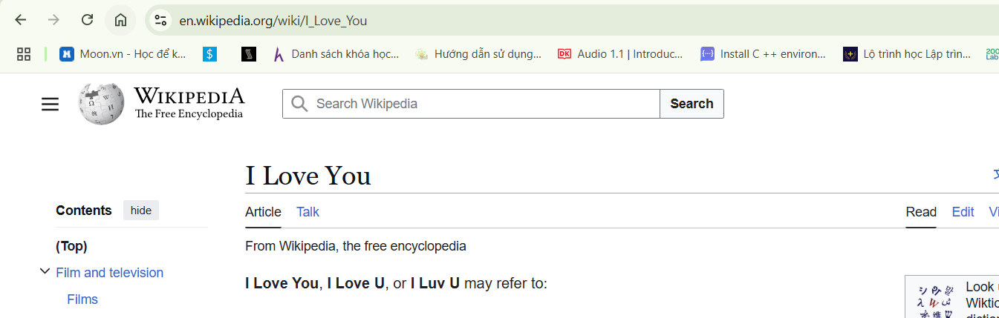 en.wikipedia.org/wiki/I_Love_You
Moon.vn - Học để k... $ Danh sách khóa học... Hướng dẫn sử dụng... DK Audio 1.1 | Introduc... Install C ++ environ... Lộ trình học Lập trìn... 200 Lab
WIKIPEDIA
The Free Encyclopedia
Search Wikipedia
Search
I Love You
Contents hide
Article Talk
Read Edit
(Top)
From Wikipedia, the free encyclopedia
Film and television
I Love You, I Love U, or I Luv U may refer to:
Films
Look